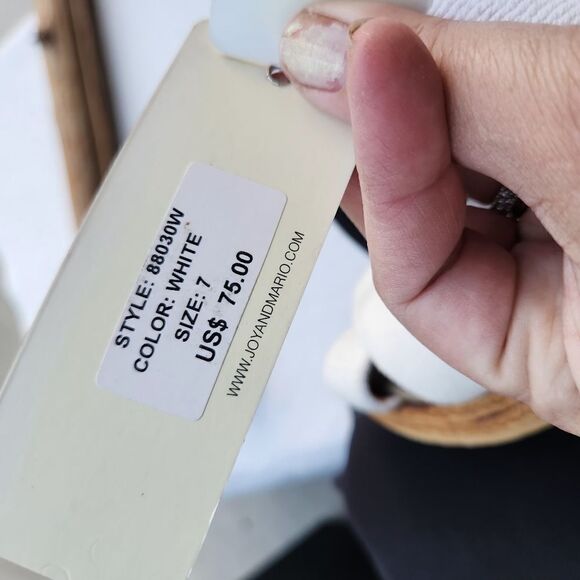 STYLE: 88030W
COLOR: WHITE
SIZE: 7
US$ 75.00
WWW.JOYANDMARIO.COM